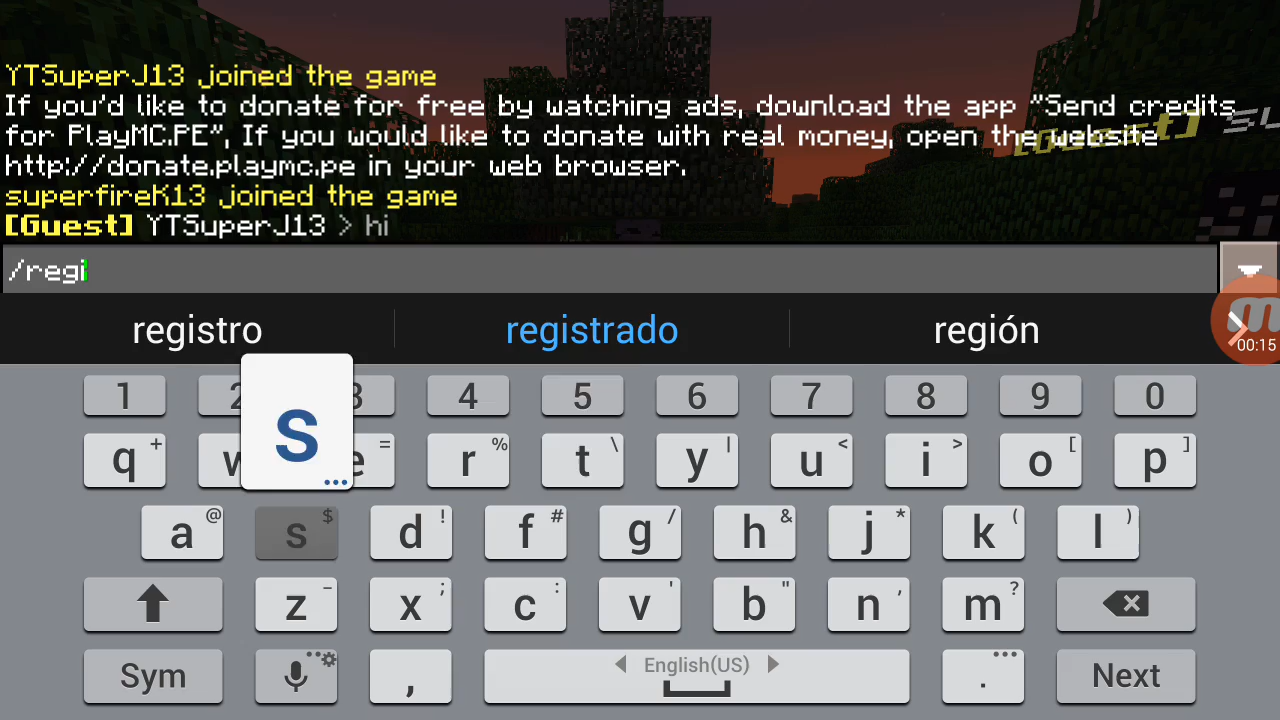 YTSuperJ13 joined the game
If you'd like to donate for free by watching ads, download the app "Send credits
for PlayMC.PE", If you would like to donate with real money, open the website
http://donate.playmc.pe in your web browser.
superfireK13 joined the game
[Guest] YTSuperJ13 > hi
[Guest]
/regi
00:15
registro registrado región
1 2 3 4 5 6 7 8 9 0
q + w e = r % t \ y | u < i > o [ p ]
S ...
a @ s $ d ! f # g / h & j * k ( l )
z - x ; c : v ' b " n , m ?
Sym , English(US) . Next